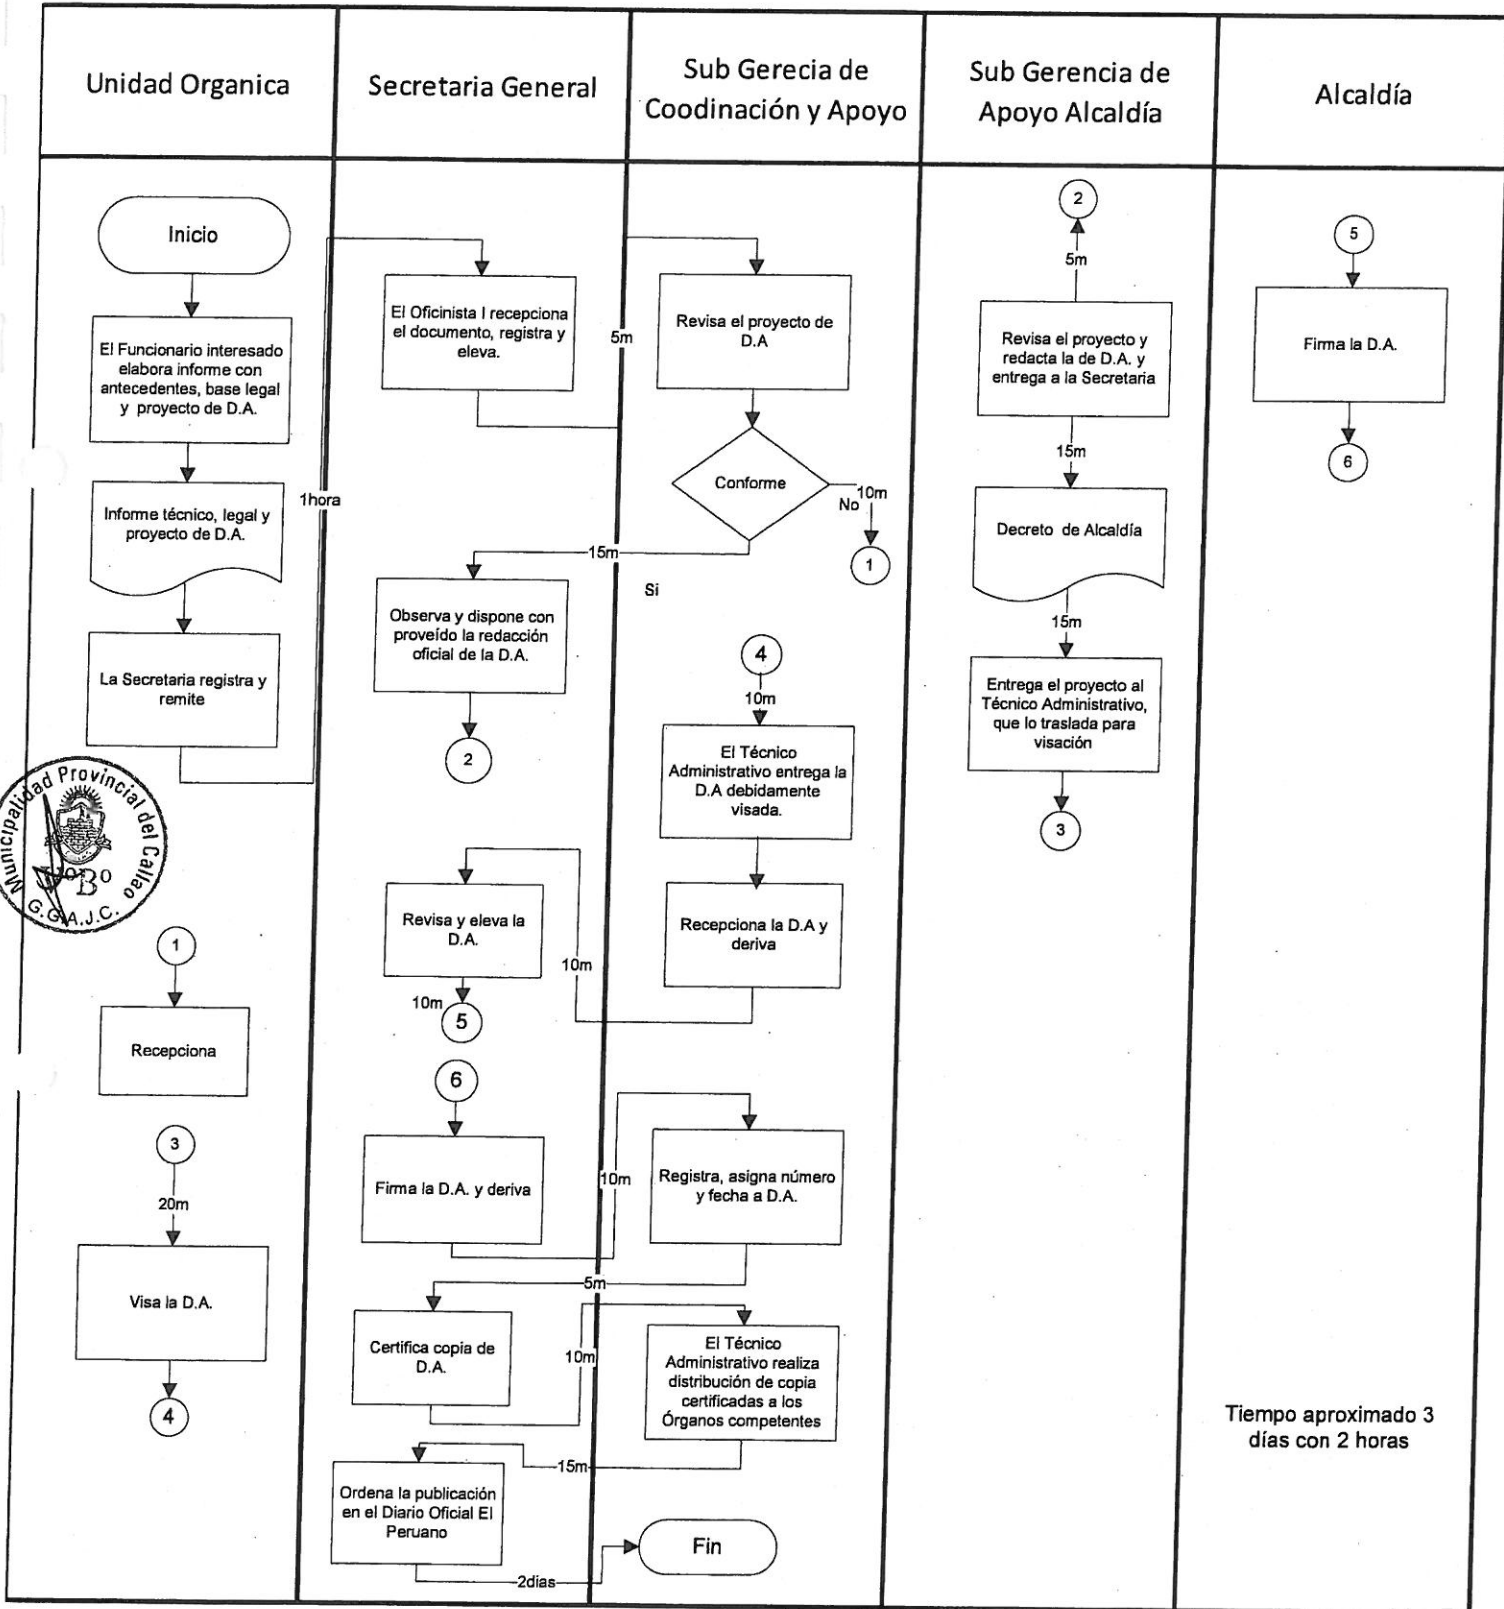 Unidad Organica
Secretaria General
Sub Gerecia de
Coodinación y Apoyo
Sub Gerencia de
Apoyo Alcaldía
Alcaldía
Inicio
El Funcionario interesado
elabora informe con
antecedentes, base legal
y proyecto de D.A.
Informe técnico, legal y
proyecto de D.A.
La Secretaria registra y
remite
1hora
Municipalidad Provincial del Callao
VºBº
G.G.A.J.C.
1
Recepciona
3
20m
Visa la D.A.
4
El Oficinista I recepciona
el documento, registra y
eleva.
5m
15m
Observa y dispone con
proveído la redacción
oficial de la D.A.
2
Revisa y eleva la
D.A.
10m
5
10m
6
Firma la D.A. y deriva
10m
5m
Certifica copia de
D.A.
10m
15m
Ordena la publicación
en el Diario Oficial El
Peruano
2dias
Revisa el proyecto de
D.A
Conforme
10m
No
1
Si
4
10m
El Técnico
Administrativo entrega la
D.A debidamente
visada.
Recepciona la D.A y
deriva
Registra, asigna número
y fecha a D.A.
El Técnico
Administrativo realiza
distribución de copia
certificadas a los
Órganos competentes
Fin
2
5m
Revisa el proyecto y
redacta la de D.A. y
entrega a la Secretaria
15m
Decreto de Alcaldía
15m
Entrega el proyecto al
Técnico Administrativo,
que lo traslada para
visación
3
5
Firma la D.A.
6
Tiempo aproximado 3
días con 2 horas